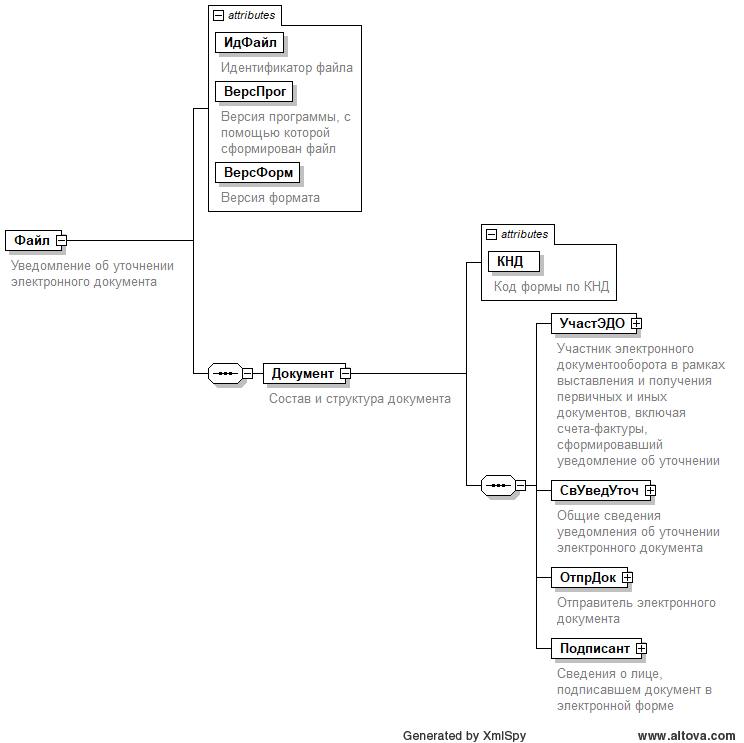 attributes
ИдФайл
Идентификатор файла
ВерсПрог
Версия программы, с
помощью которой
сформирован файл
ВерсФорм
Версия формата
Файл
Уведомление об уточнении
электронного документа
attributes
КНД
Код формы по КНД
Документ
Состав и структура документа
УчастЭДО
Участник электронного
документооборота в рамках
выставления и получения
первичных и иных
документов, включая
счета-фактуры,
сформировавший
уведомление об уточнении
СвУведУточ
Общие сведения
уведомления об уточнении
электронного документа
ОтпрДок
Отправитель электронного
документа
Подписант
Сведения о лице,
подписавшем документ в
электронной форме
Generated by XmlSpy
www.altova.com